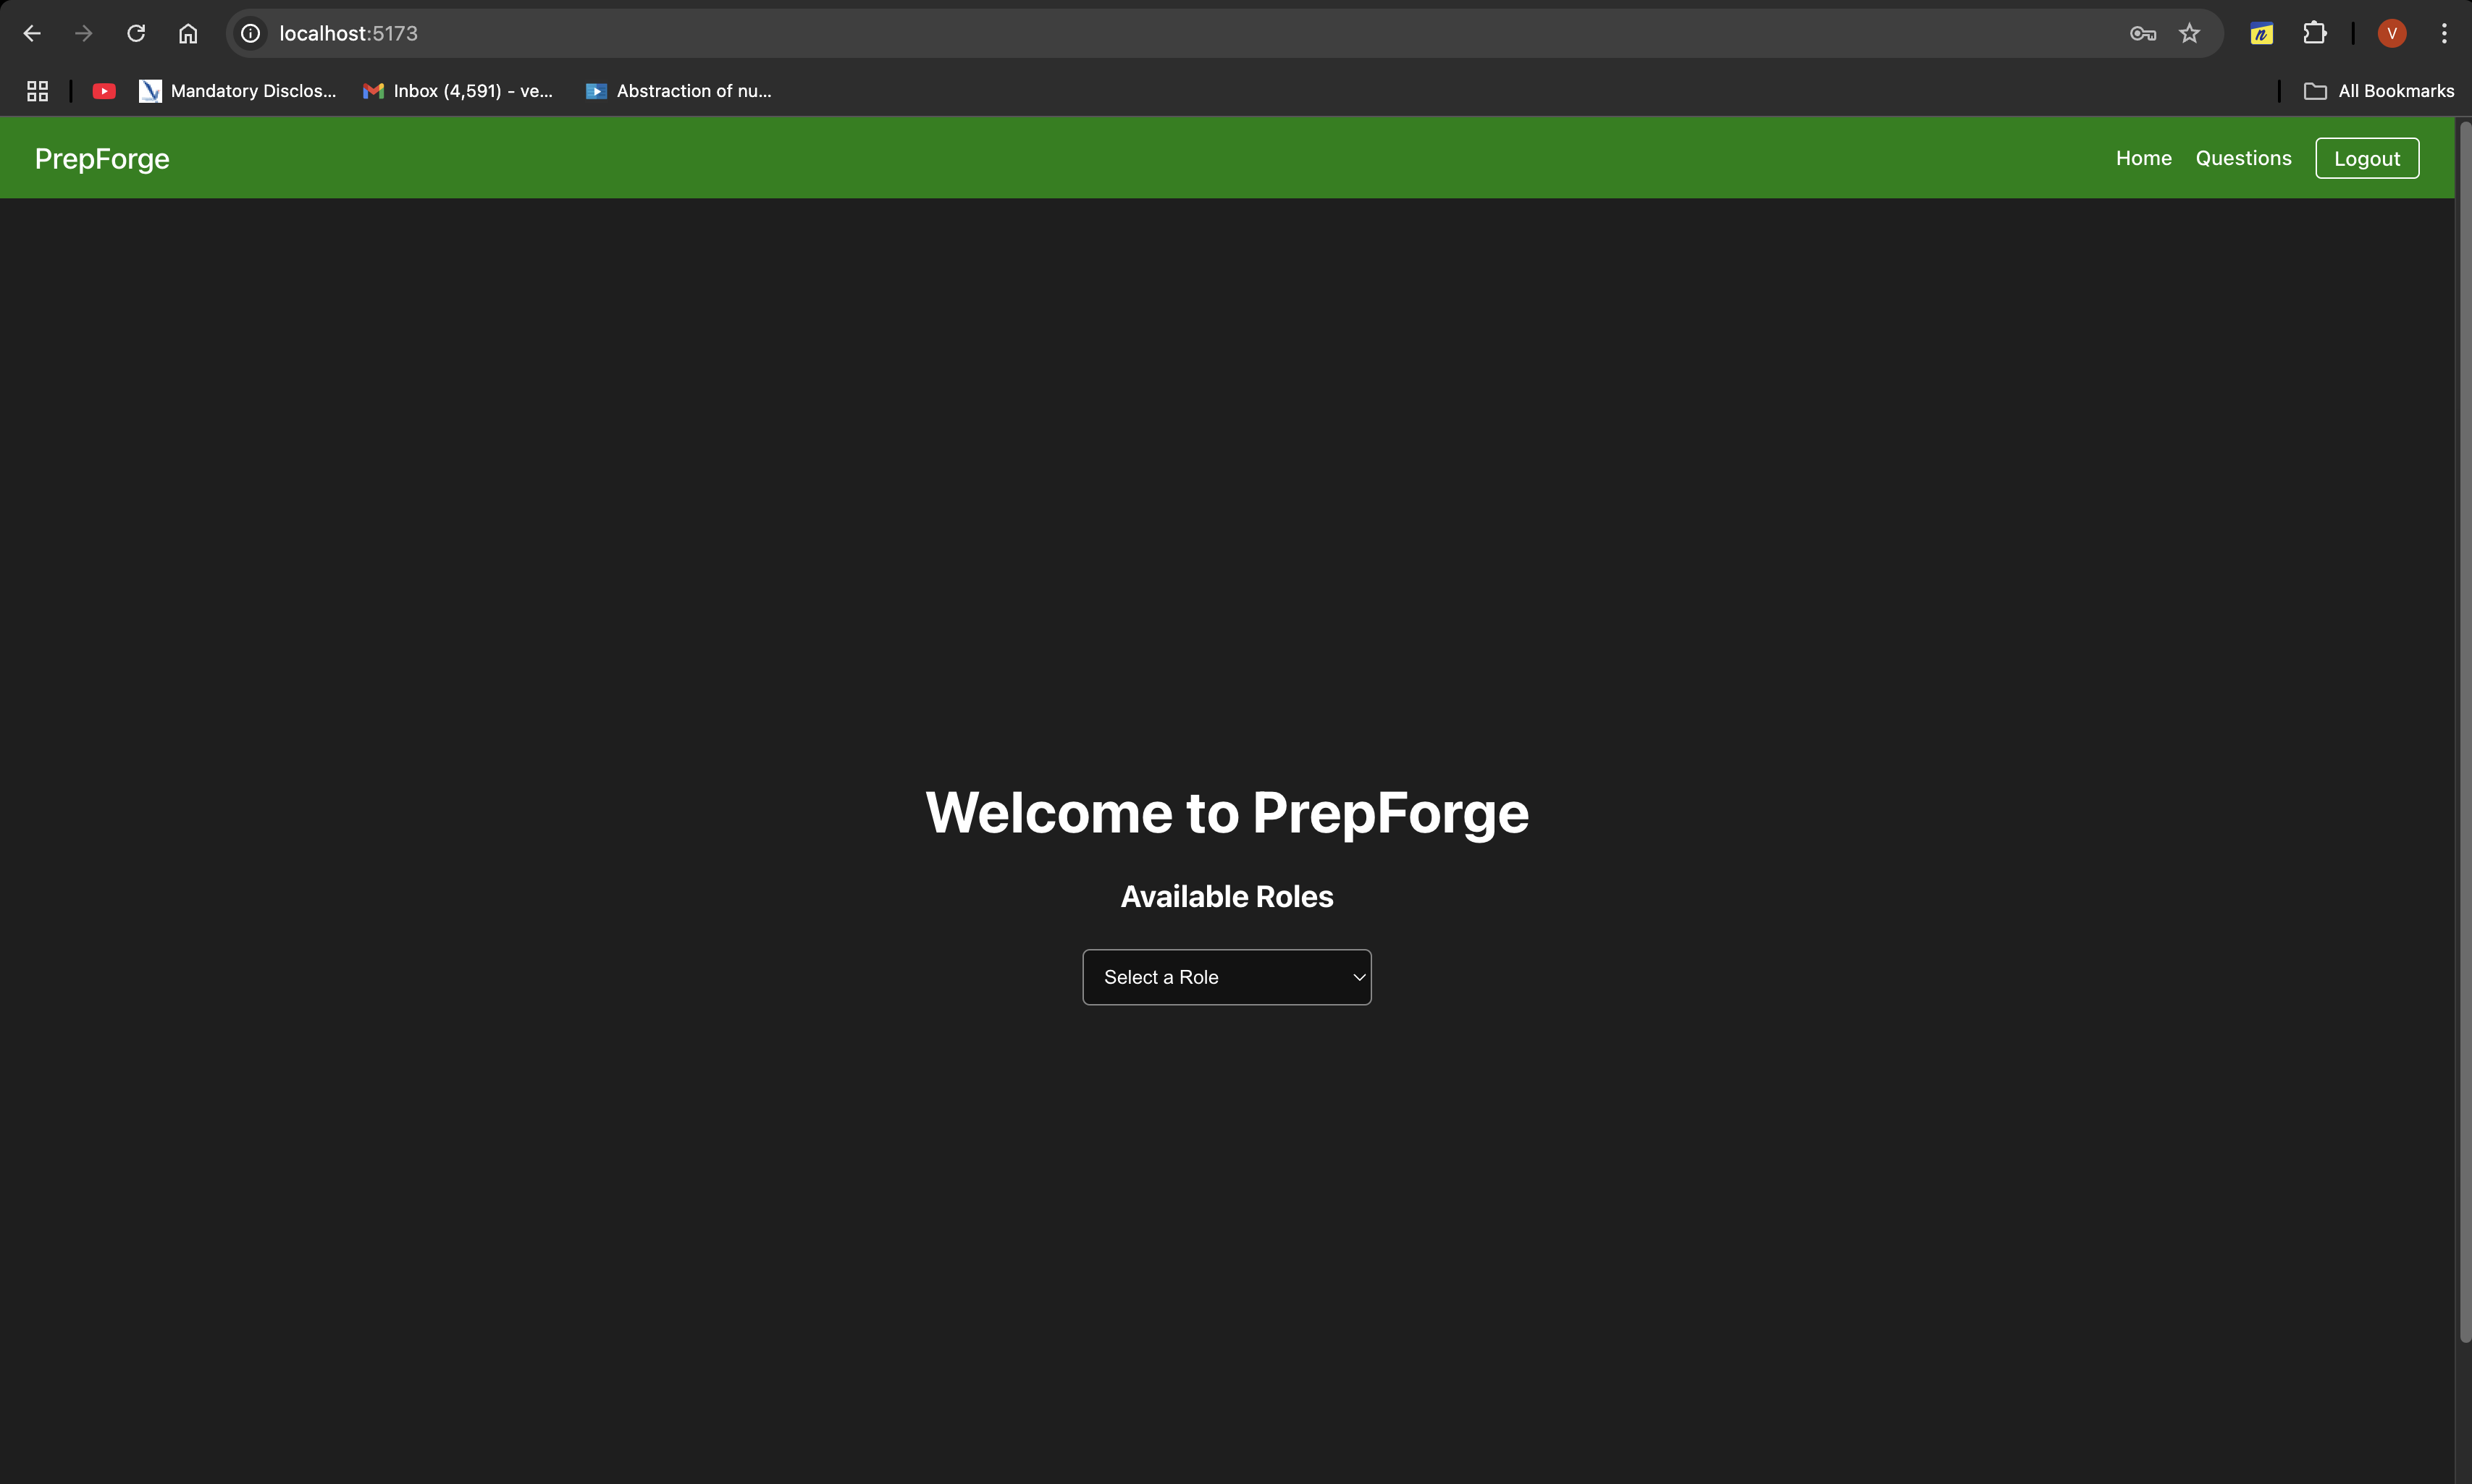 localhost:5173
Mandatory Disclos...
Inbox (4,591) - ve...
Abstraction of nu...
All Bookmarks
n
V
PrepForge
Home
Questions
Logout
Welcome to PrepForge
Available Roles
Select a Role